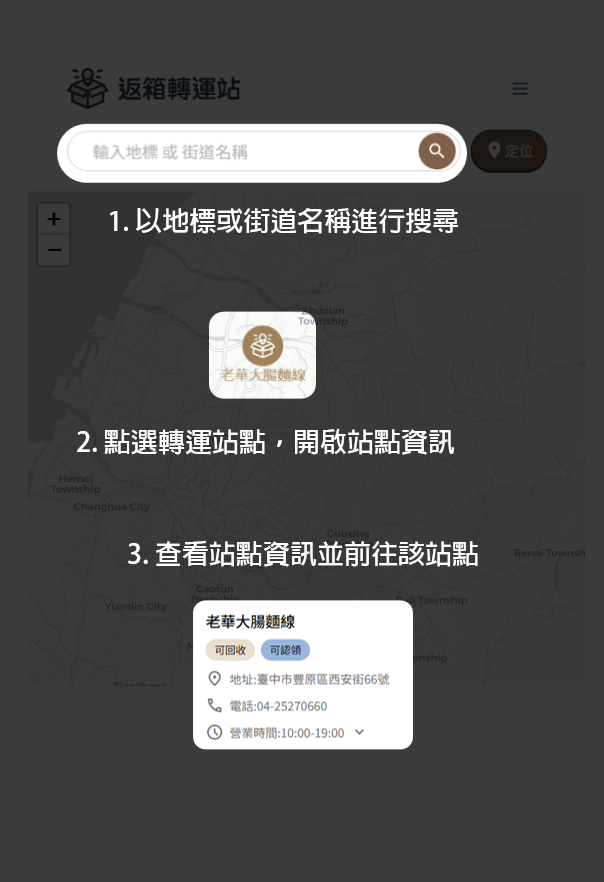 返箱轉運站
輸入地標 或 街道名稱
定位
+
1. 以地標或街道名稱進行搜尋
−
Zhuolan
Township
老華大腸麵線
2. 點選轉運站點，開啟站點資訊
Hemei
Township
Changhua City
Guoxing
3. 查看站點資訊並前往該站點
Renai Townsh
Caotun
Yuanlin City
老華大腸麵線
可回收 可認領
地址:臺中市豐原區西安街66號
電話:04-25270660
營業時間:10:00-19:00